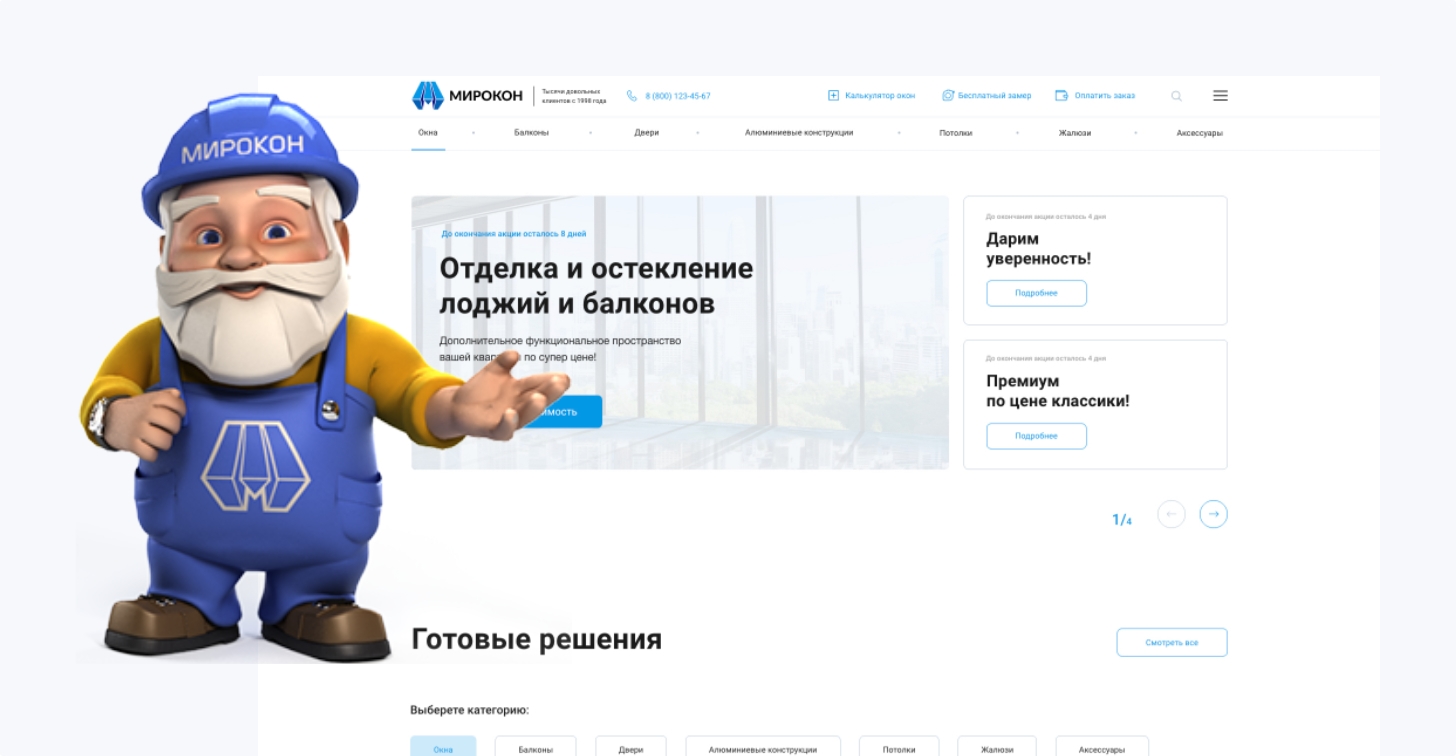 МИРОКОН
Тысячи довольных
клиентов с 1998 года
8 (800) 123-45-67
Калькулятор окон
Бесплатный замер
Оплатить заказ
Окна
Балконы
Двери
Алюминиевые конструкции
Потолки
Жалюзи
Аксессуары
МИРОКОН
До окончания акции осталось 8 дней
Отделка и остекление
лоджий и балконов
Дополнительное функциональное пространство
вашей по супер цене!
До окончания акции осталось 4 дня
Дарим
уверенность!
Подробнее
До окончания акции осталось 4 дня
Премиум
по цене классики!
Подробнее
1/4
Готовые решения
Смотреть все
Выберете категорию:
Окна
Балконы
Двери
Алюминиевые конструкции
Потолки
Жалюзи
Аксессуары